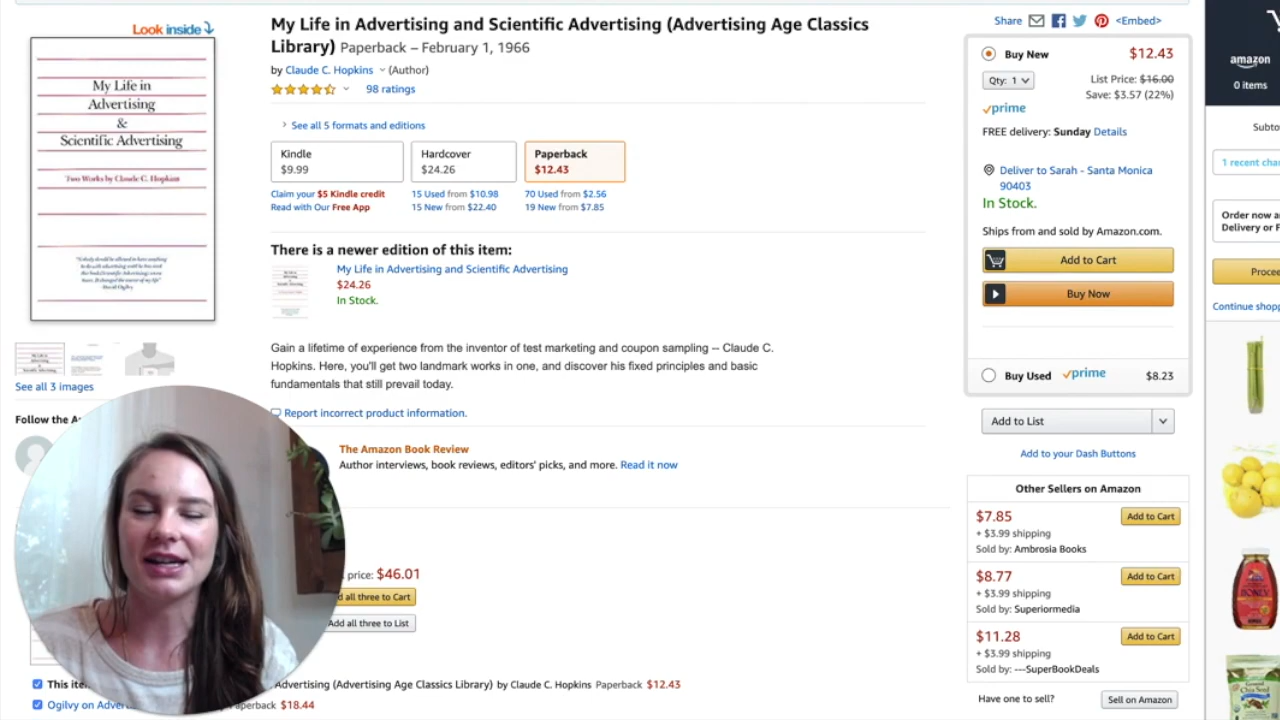 Look inside
My Life in
Advertising
&
Scientific Advertising
Two Works by Claude C. Hopkins
See all 3 images
Follow the A
My Life in Advertising and Scientific Advertising (Advertising Age Classics
Library) Paperback – February 1, 1966
by Claude C. Hopkins (Author)
98 ratings
See all 5 formats and editions
Kindle
$9.99
Hardcover
$24.26
Paperback
$12.43
Claim your $5 Kindle credit
Read with Our Free App
15 Used from $10.98
15 New from $22.40
70 Used from $2.56
19 New from $7.85
There is a newer edition of this item:
My Life in Advertising and Scientific Advertising
$24.26
In Stock.
Gain a lifetime of experience from the inventor of test marketing and coupon sampling -- Claude C.
Hopkins. Here, you'll get two landmark works in one, and discover his fixed principles and basic
fundamentals that still prevail today.
Report incorrect product information.
The Amazon Book Review
Author interviews, book reviews, editors' picks, and more. Read it now
price: $46.01
d all three to Cart
Add all three to List
This ite
Advertising (Advertising Age Classics Library) by Claude C. Hopkins Paperback $12.43
Ogilvy on Adver
aperback $18.44
Share
<Embed>
Buy New
$12.43
Qty: 1
List Price: $16.00
Save: $3.57 (22%)
prime
FREE delivery: Sunday Details
Deliver to Sarah - Santa Monica
90403
In Stock.
Ships from and sold by Amazon.com.
Add to Cart
Buy Now
Buy Used
prime
$8.23
Add to List
Add to your Dash Buttons
Other Sellers on Amazon
$7.85
Add to Cart
+ $3.99 shipping
Sold by: Ambrosia Books
$8.77
Add to Cart
+ $3.99 shipping
Sold by: Superiormedia
$11.28
Add to Cart
+ $3.99 shipping
Sold by: ---SuperBookDeals
Have one to sell?
Sell on Amazon
amazon
0 items
Subto
1 recent chan
Order now a
Delivery or F
Procee
Continue shopp
HONEY